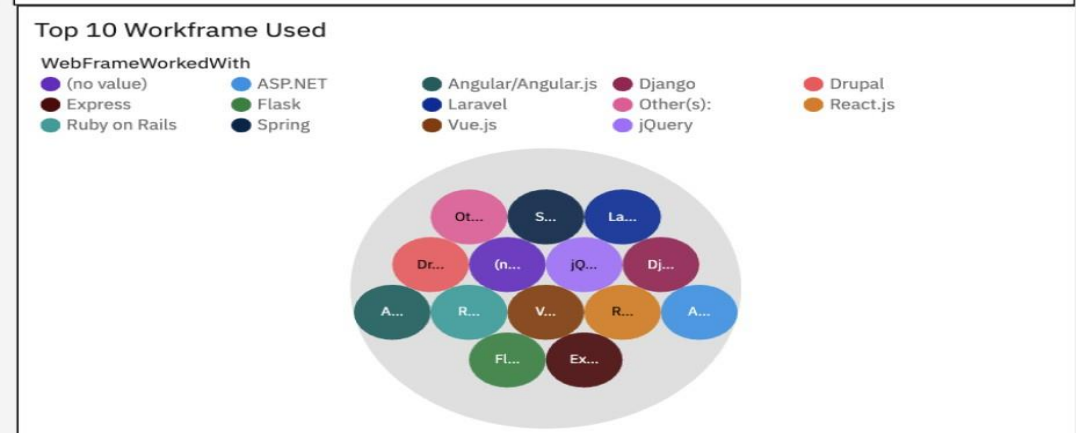 Top 10 Workframe Used
WebFrameWorkedWith
(no value) ASP.NET Angular/Angular.js Django Drupal
Express Flask Laravel Other(s): React.js
Ruby on Rails Spring Vue.js jQuery
Ot... S... La...
Dr... (n... jQ... Dj...
A... R... V... R... A...
Fl... Ex...